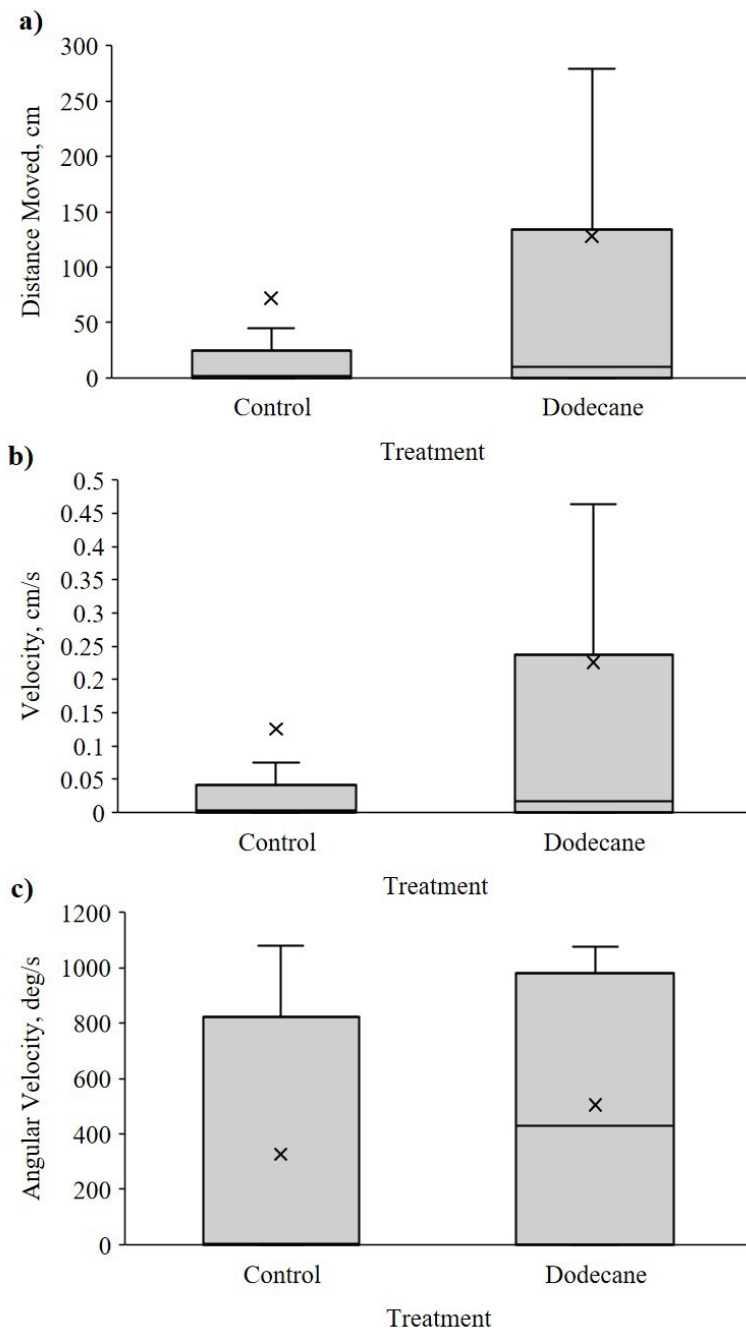 a)
Distance Moved, cm
300
250
200
150
100
50
0
Control Dodecane
Treatment
b)
Velocity, cm/s
0.5
0.45
0.4
0.35
0.3
0.25
0.2
0.15
0.1
0.05
0
Control Dodecane
Treatment
c)
Angular Velocity, deg/s
1200
1000
800
600
400
200
0
Control Dodecane
Treatment